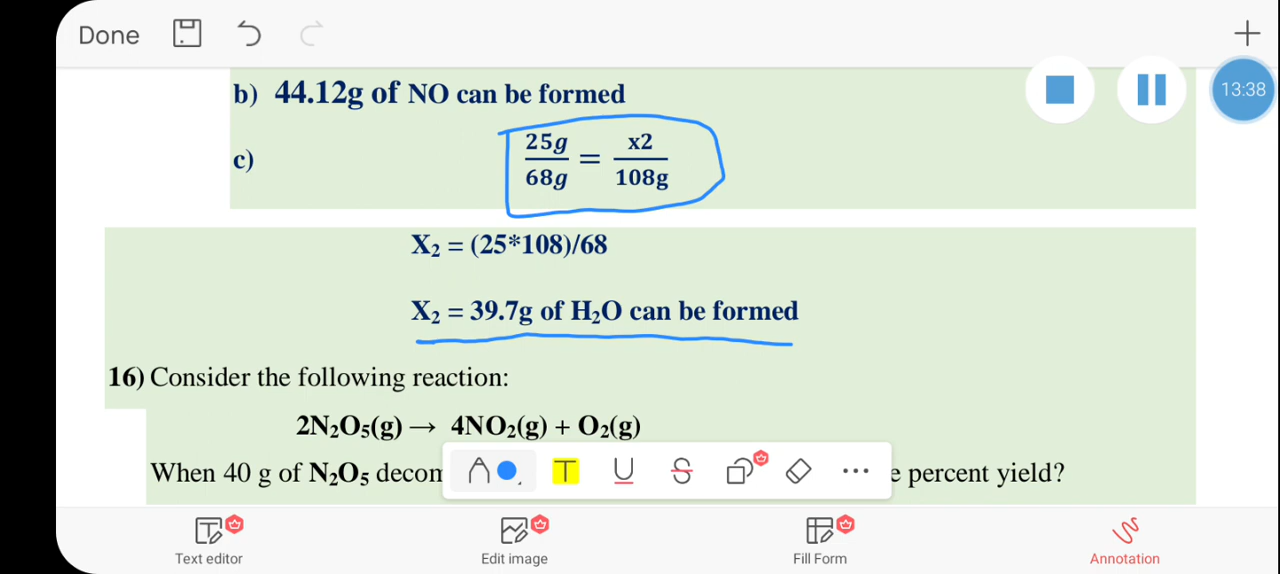 Done
13:38
b) 44.12g of NO can be formed
c) 25g/68g = x2/108g
X₂ = (25*108)/68
X₂ = 39.7g of H₂O can be formed
16) Consider the following reaction:
2N₂O₅(g) → 4NO₂(g) + O₂(g)
When 40 g of N₂O₅ percent yield?
T U S
Text editor
Edit image
Fill Form
Annotation